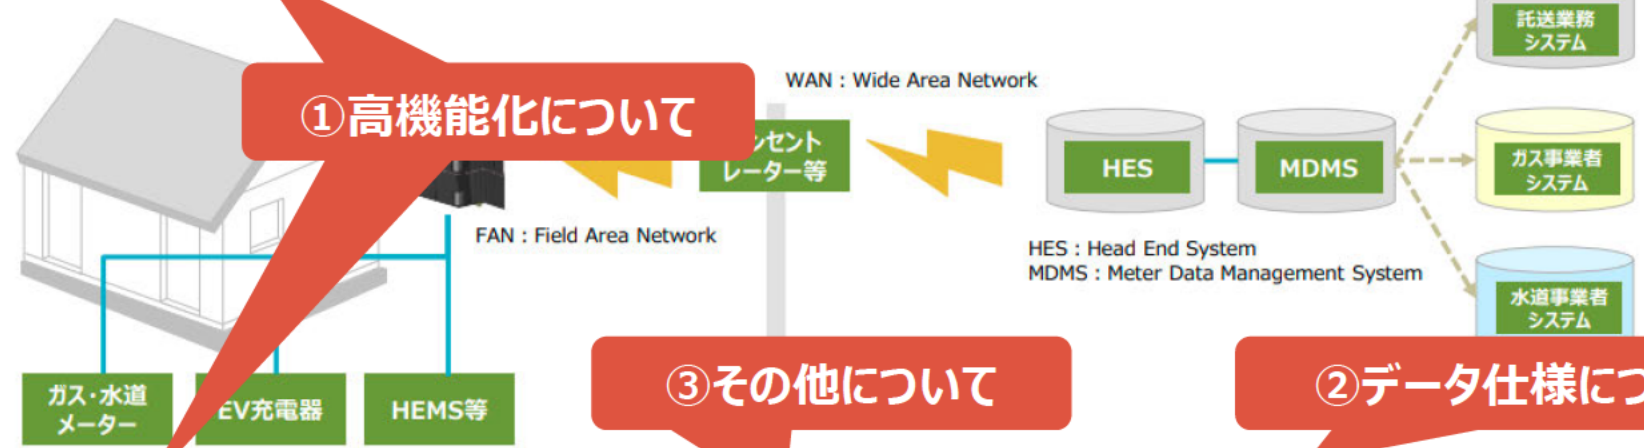 託送業務
システム
①高機能化について
WAN : Wide Area Network
ンセント
レーター等
HES
MDMS
ガス事業者
システム
FAN : Field Area Network
HES : Head End System
MDMS : Meter Data Management System
水道事業者
システム
ガス・水道
メーター
EV充電器
HEMS等
③その他について
②データ仕様につ